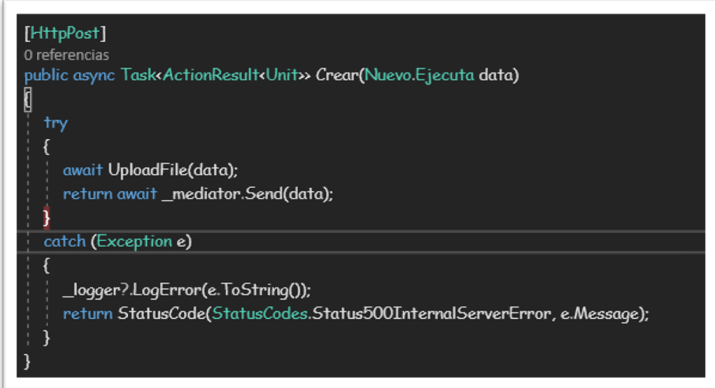 [HttpPost]
0 referencias
public async Task<ActionResult<Unit>> Crear(Nuevo.Ejecuta data)
{
try
{
await UploadFile(data);
return await _mediator.Send(data);
}
catch (Exception e)
{
_logger?.LogError(e.ToString());
return StatusCode(StatusCodes.Status500InternalServerError, e.Message);
}
}